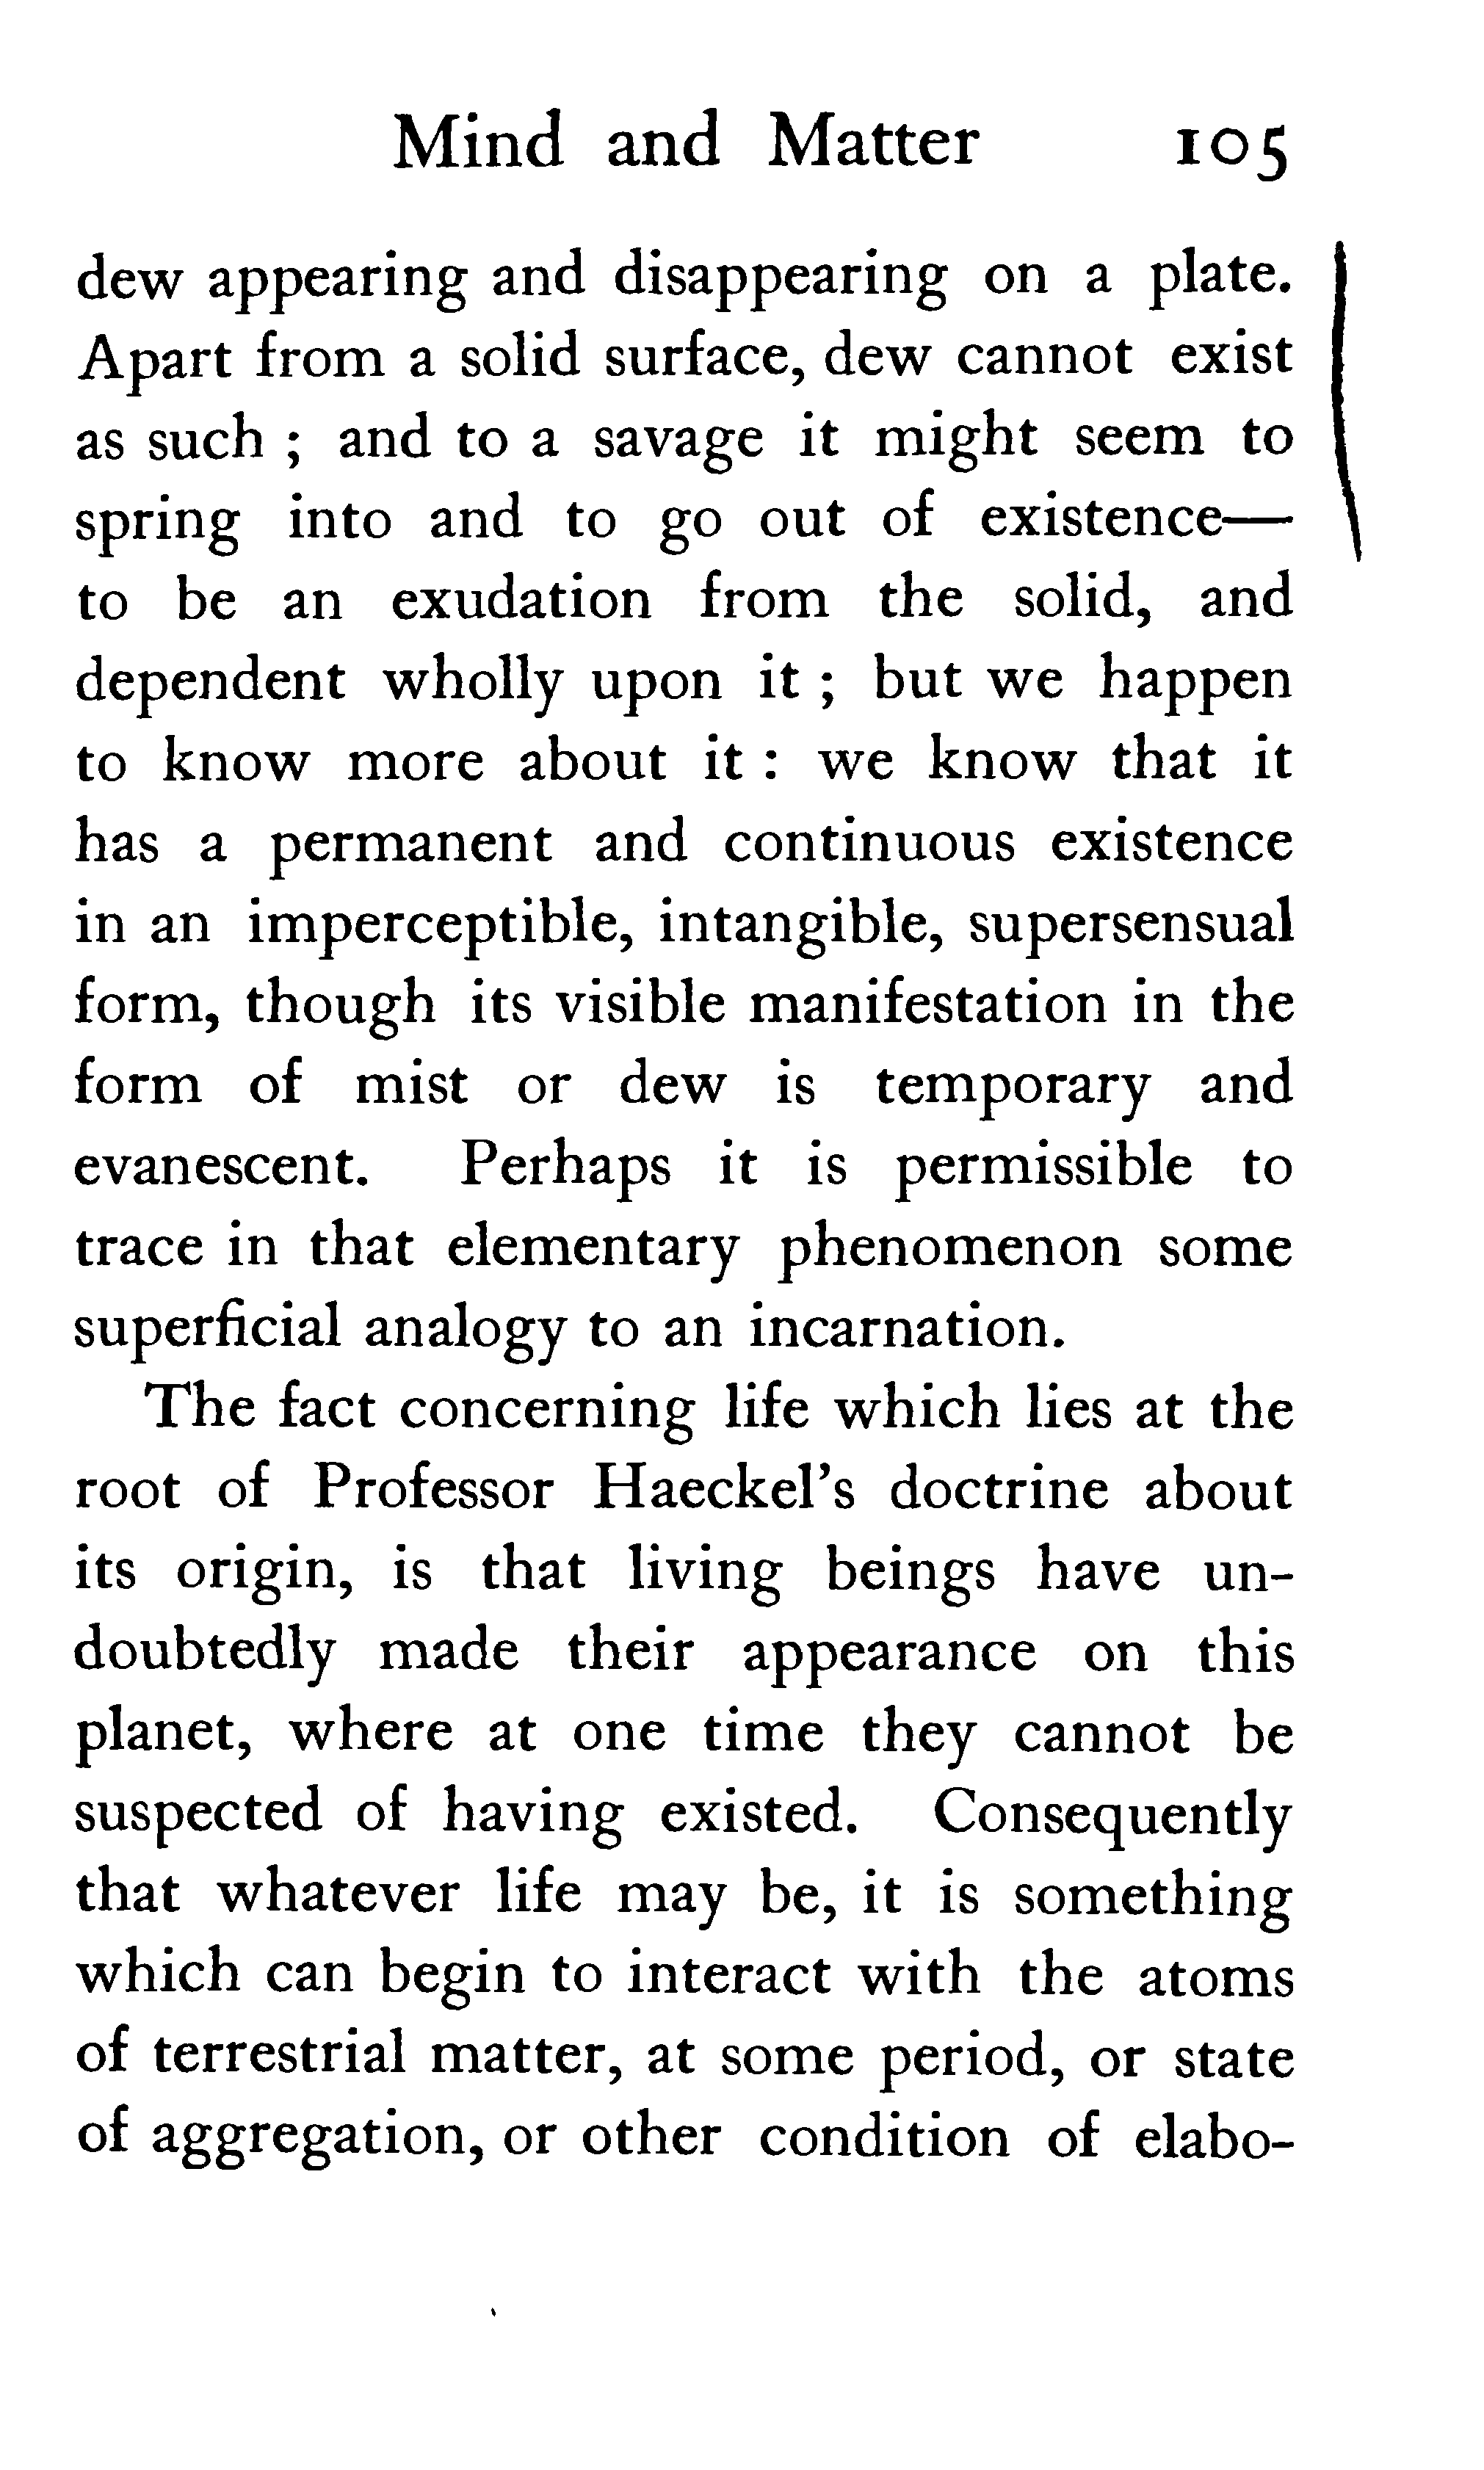 Mind and Matter 105
dew appearing and disappearing on a plate.
Apart from a solid surface, dew cannot exist
as such ; and to a savage it might seem to
spring into and to go out of existence—
to be an exudation from the solid, and
dependent wholly upon it ; but we happen
to know more about it : we know that it
has a permanent and continuous existence
in an imperceptible, intangible, supersensual
form, though its visible manifestation in the
form of mist or dew is temporary and
evanescent. Perhaps it is permissible to
trace in that elementary phenomenon some
superficial analogy to an incarnation.
The fact concerning life which lies at the
root of Professor Haeckel's doctrine about
its origin, is that living beings have un-
doubtedly made their appearance on this
planet, where at one time they cannot be
suspected of having existed. Consequently
that whatever life may be, it is something
which can begin to interact with the atoms
of terrestrial matter, at some period, or state
of aggregation, or other condition of elabo-